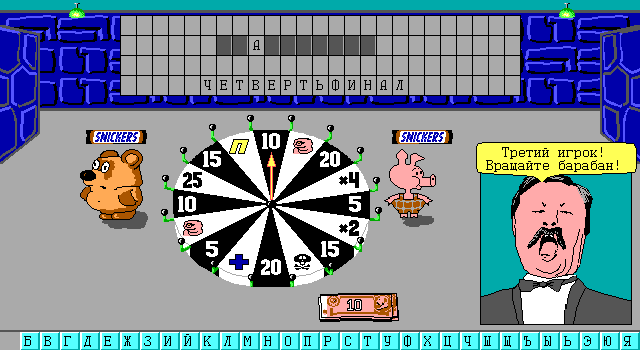 А
ЧЕТВЕРТЬФИНАЛ
SNICKERS
SNICKERS
Третий игрок!
Вращайте барабан!
П
10
20
×4
5
×2
15
20
5
10
25
15
10
Б В Г Д Е Ж З И Й К Л М Н О П Р С Т У Ф Х Ц Ч Ш Щ Ъ Ы Ь Э Ю Я